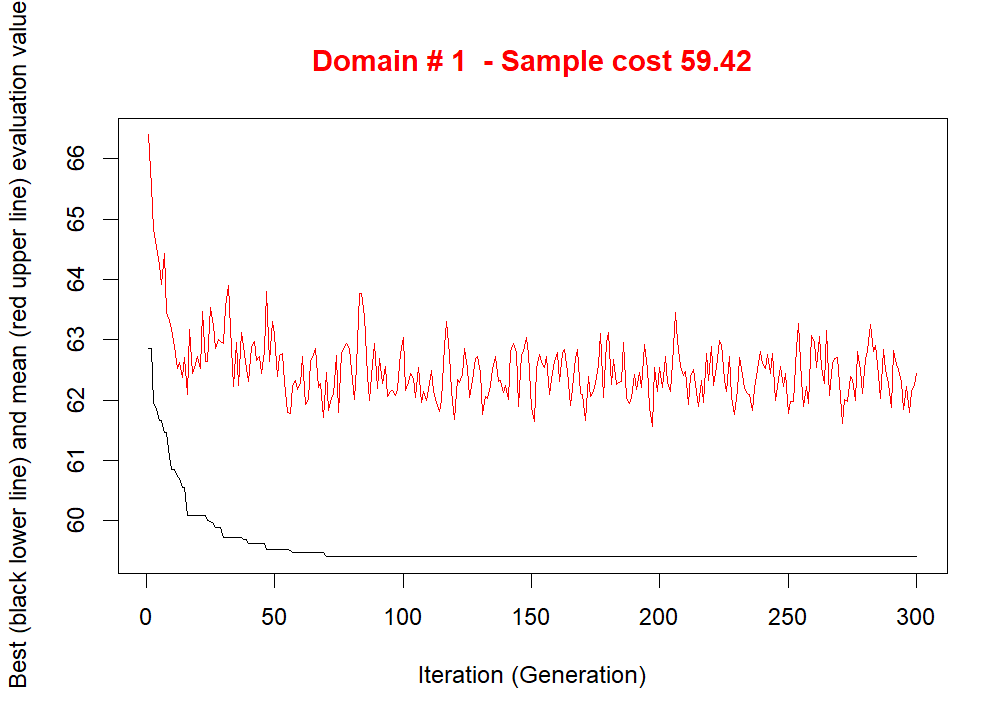 Domain # 1  - Sample cost 59.42
Best (black lower line) and mean (red upper line) evaluation value
66
65
64
63
62
61
60
0 50 100 150 200 250 300
Iteration (Generation)